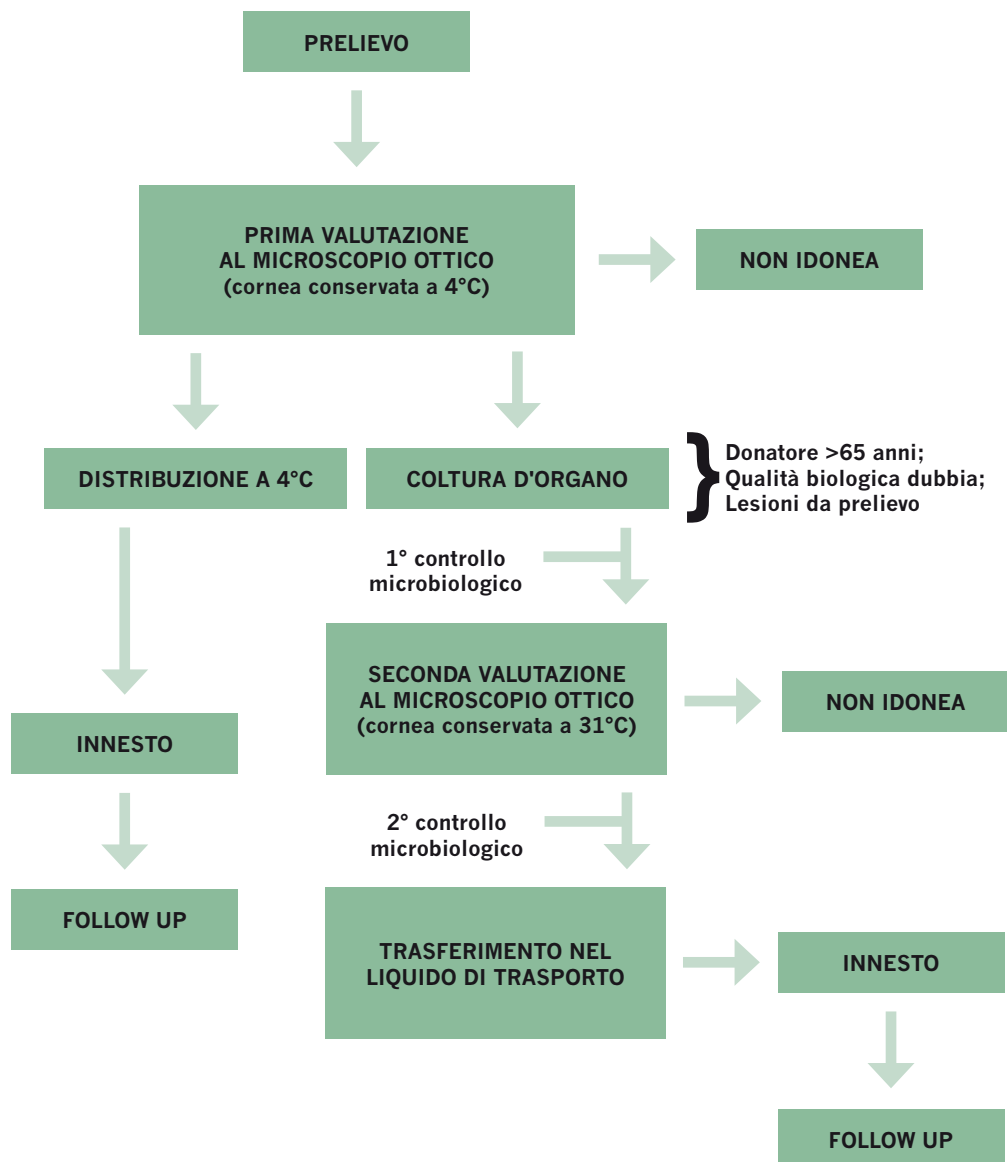 PRELIEVO
PRIMA VALUTAZIONE
AL MICROSCOPIO OTTICO
(cornea conservata a 4°C)
NON IDONEA
DISTRIBUZIONE A 4°C
COLTURA D'ORGANO
Donatore >65 anni;
Qualità biologica dubbia;
Lesioni da prelievo
1° controllo
microbiologico
SECONDA VALUTAZIONE
AL MICROSCOPIO OTTICO
(cornea conservata a 31°C)
NON IDONEA
INNESTO
2° controllo
microbiologico
FOLLOW UP
TRASFERIMENTO NEL
LIQUIDO DI TRASPORTO
INNESTO
FOLLOW UP